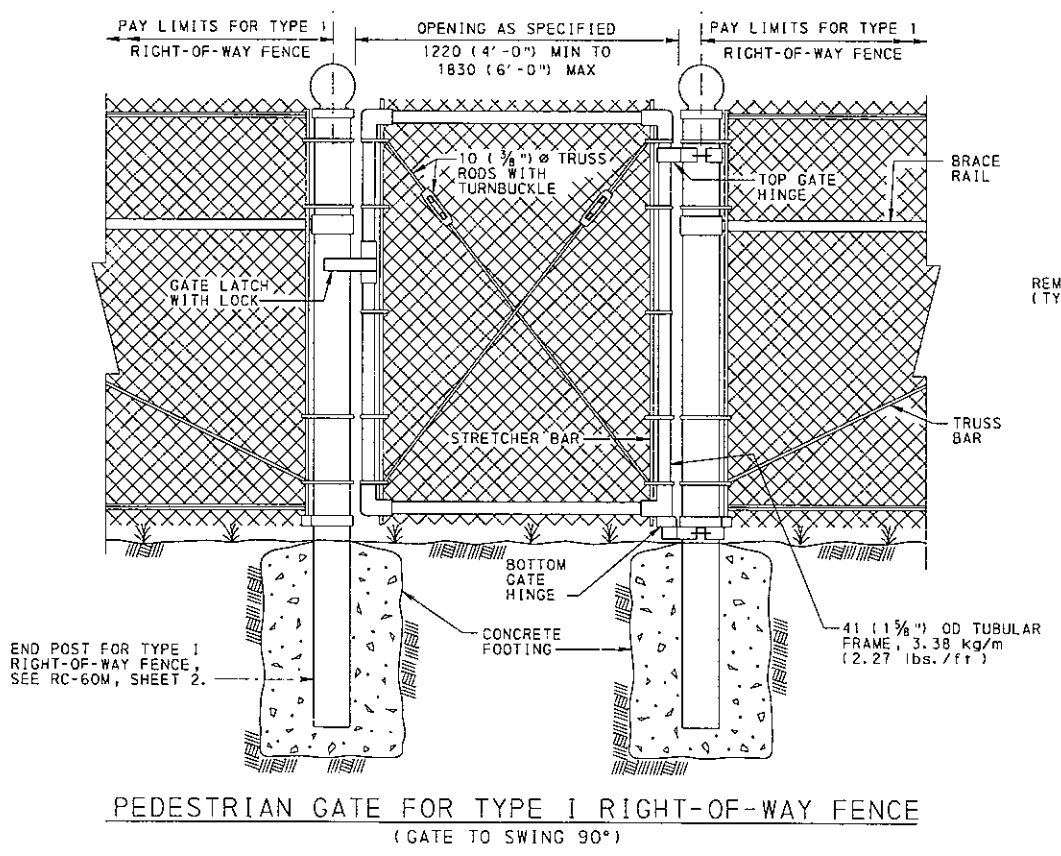 PAY LIMITS FOR TYPE 1
RIGHT-OF-WAY FENCE
OPENING AS SPECIFIED
1220 (4'-0") MIN TO
1830 (6'-0") MAX
PAY LIMITS FOR TYPE 1
RIGHT-OF-WAY FENCE
10 (3/8") Ø TRUSS
RODS WITH
TURNBUCKLE
TOP GATE
HINGE
BRACE
RAIL
GATE LATCH
WITH LOCK
REM
(TY
STRETCHER BAR
TRUSS
BAR
BOTTOM
GATE
HINGE
CONCRETE
FOOTING
41 (1 5/8") OD TUBULAR
FRAME, 3.38 kg/m
(2.27 lbs./ft)
END POST FOR TYPE I
RIGHT-OF-WAY FENCE,
SEE RC-60M, SHEET 2.
PEDESTRIAN GATE FOR TYPE I RIGHT-OF-WAY FENCE
(GATE TO SWING 90°)